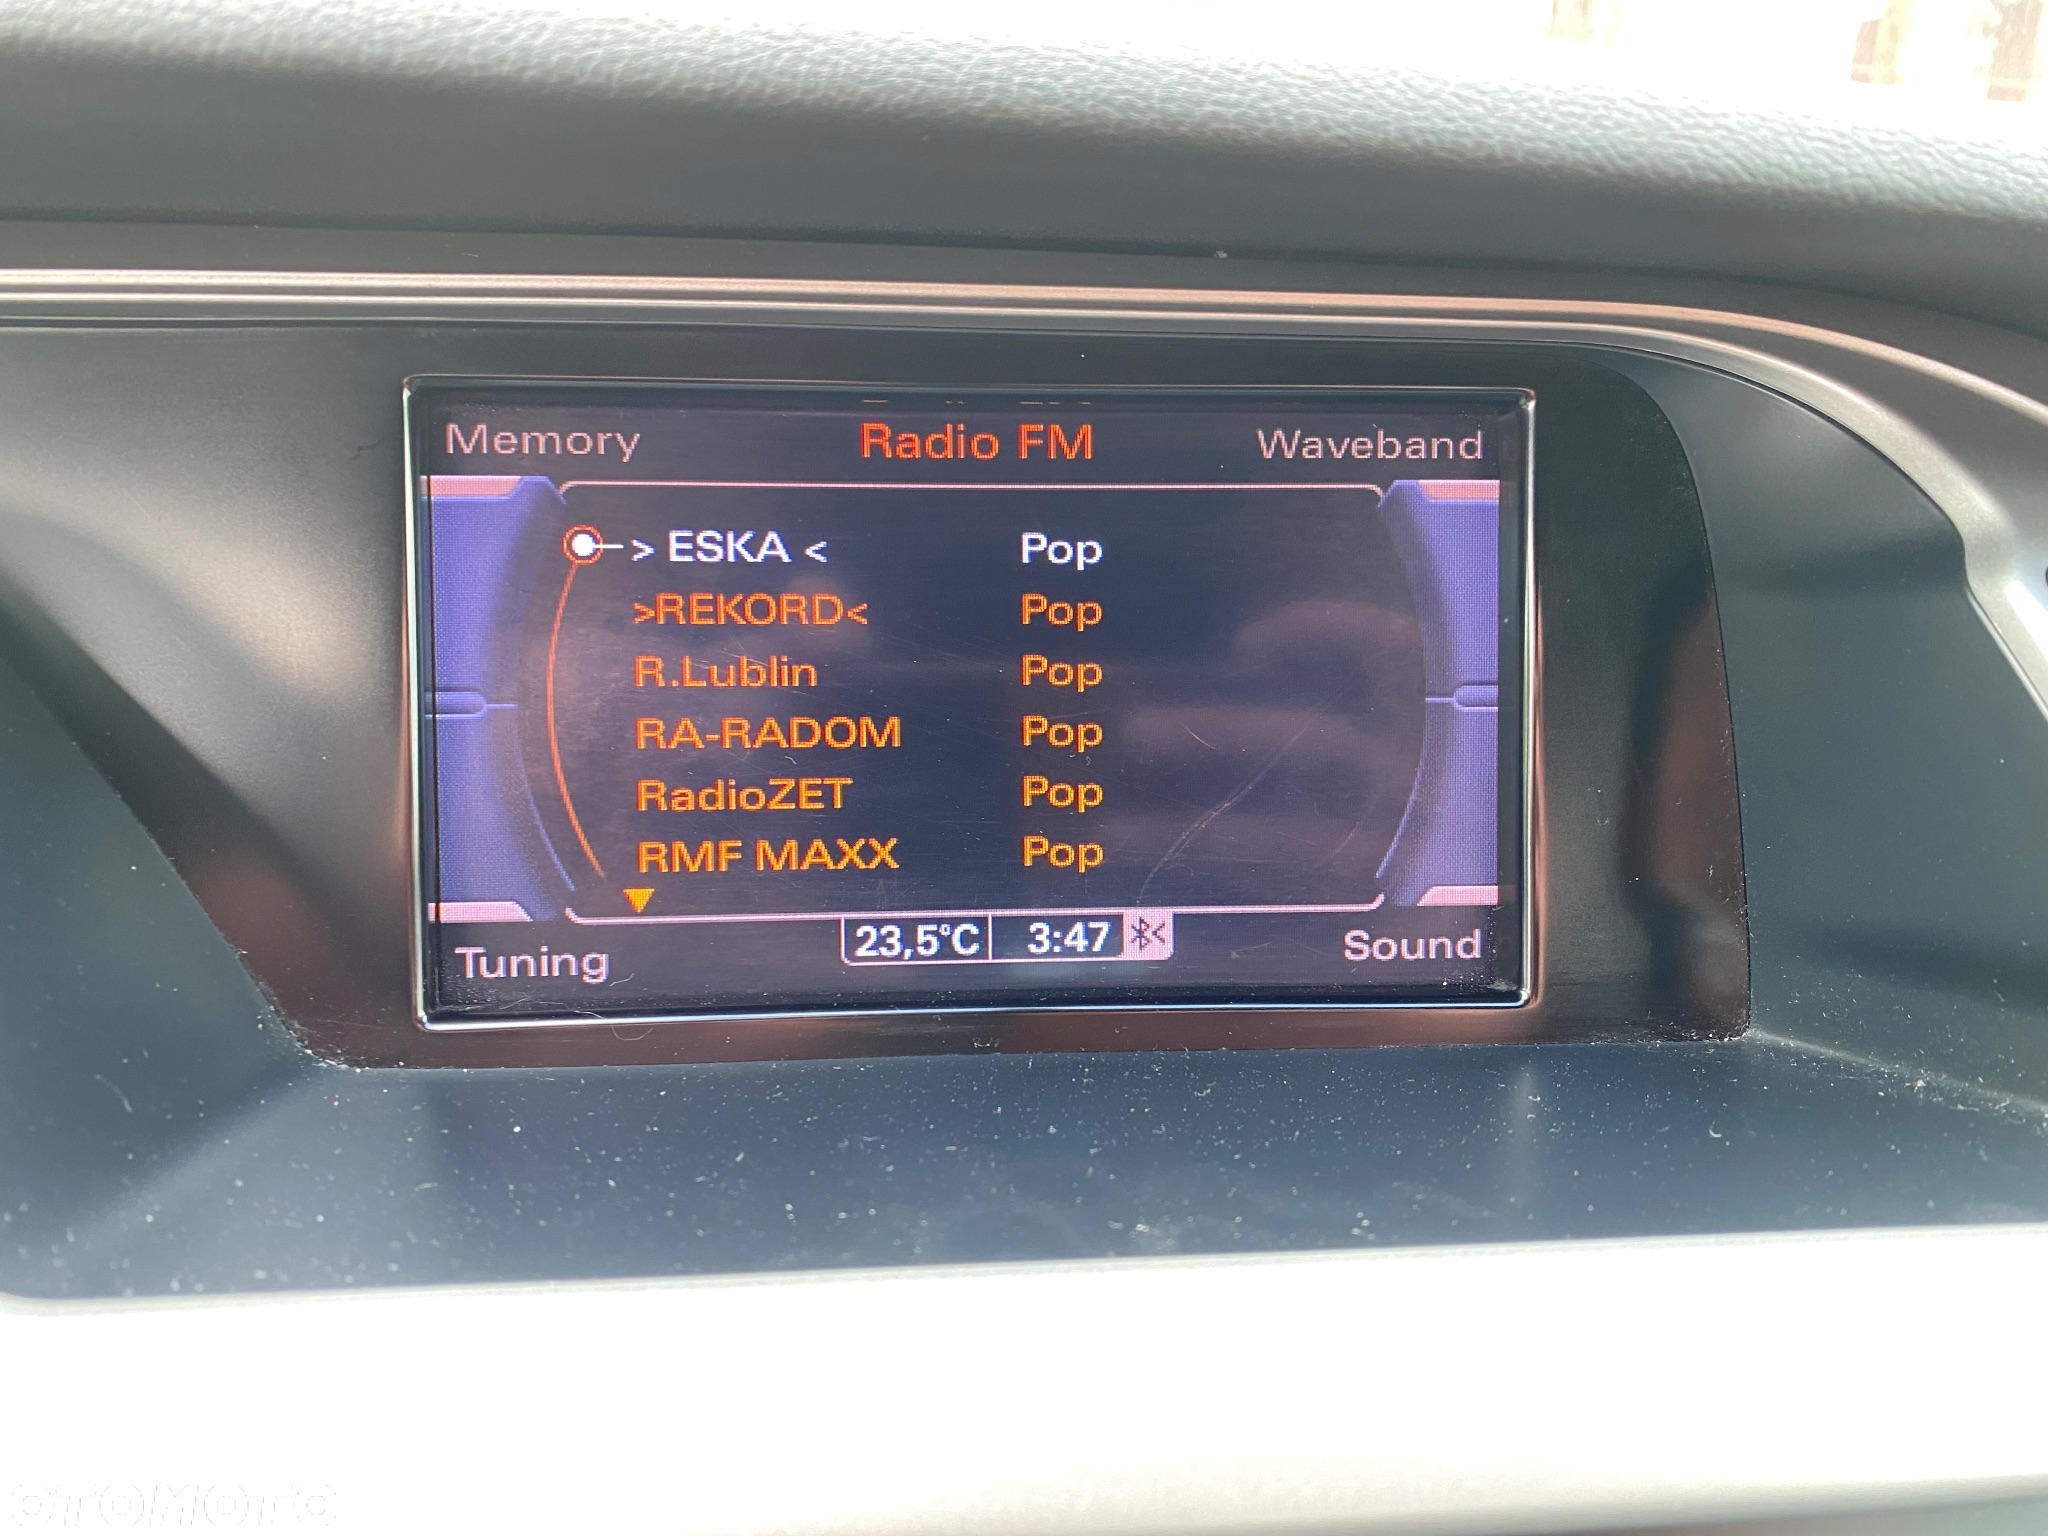 Memory Radio FM Waveband
> ESKA < Pop
>REKORD< Pop
R.Lublin Pop
RA-RADOM Pop
RadioZET Pop
RMF MAXX Pop
Tuning 23,5°C 3:47 Sound
OTOMOTO